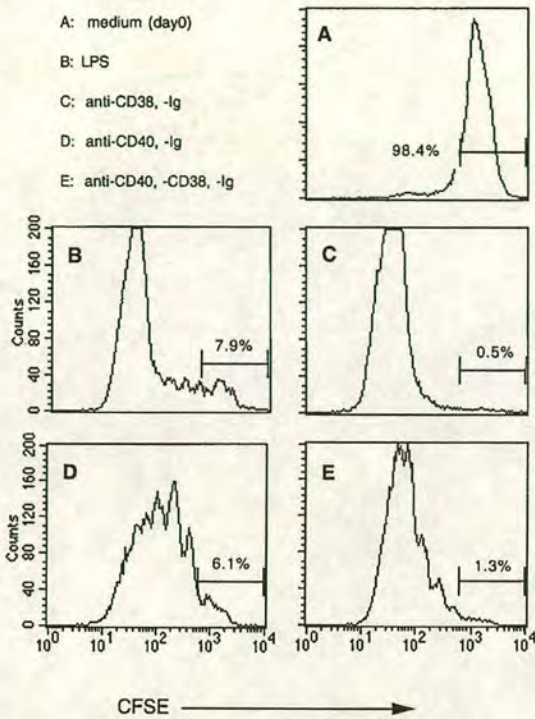 A: medium (day0)
B: LPS
C: anti-CD38, -Ig
D: anti-CD40, -Ig
E: anti-CD40, -CD38, -Ig
A
98.4%
B
7.9%
Counts
200
160
120
80
40
0
C
0.5%
D
6.1%
Counts
200
160
120
80
40
0
10^0 10^1 10^2 10^3 10^4
E
1.3%
10^0 10^1 10^2 10^3 10^4
CFSE